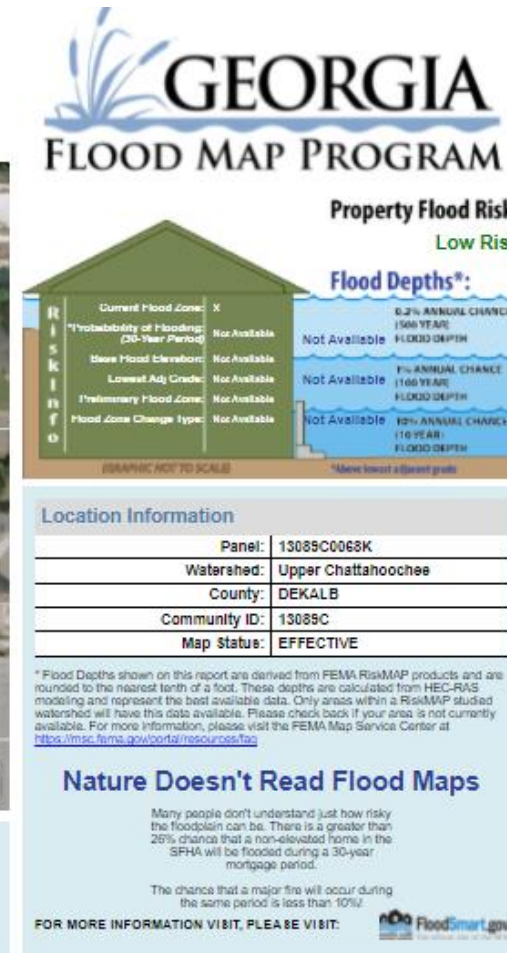 GEORGIA
FLOOD MAP PROGRAM
Property Flood Risk
Low Ris
Flood Depths*:
Risk Info
Current Flood Zone: X
*Probability of Flooding: (30-Year Period) Not Available
Base Flood Elevation: Not Available
Lowest Adj Grade: Not Available
Preliminary Flood Zone: Not Available
Flood Zone Change Type: Not Available
Not Available 0.2% ANNUAL CHANCE
(500 YEAR)
FLOOD DEPTH
Not Available 1% ANNUAL CHANCE
(100 YEAR)
FLOOD DEPTH
Not Available 10% ANNUAL CHANCE
(10 YEAR)
FLOOD DEPTH
(GRAPHIC NOT TO SCALE)
*Above lowest adjacent grade
Location Information
Panel: 13089C0068K
Watershed: Upper Chattahoochee
County: DEKALB
Community ID: 13089C
Map Status: EFFECTIVE
* Flood Depths shown on this report are derived from FEMA RiskMAP products and are
rounded to the nearest tenth of a foot. These depths are calculated from HEC-RAS
modeling and represent the best available data. Only areas within a RiskMAP studied
watershed will have this data available. Please check back if your area is not currently
available. For more information, please visit the FEMA Map Service Center at
https://msc.fema.gov/portal/resources/faq
Nature Doesn't Read Flood Maps
Many people don't understand just how risky
the floodplain can be. There is a greater than
26% chance that a non-elevated home in the
SFHA will be flooded during a 30-year
mortgage period.
The chance that a major fire will occur during
the same period is less than 10%!
FOR MORE INFORMATION VISIT, PLEASE VISIT:
FloodSmart.gov